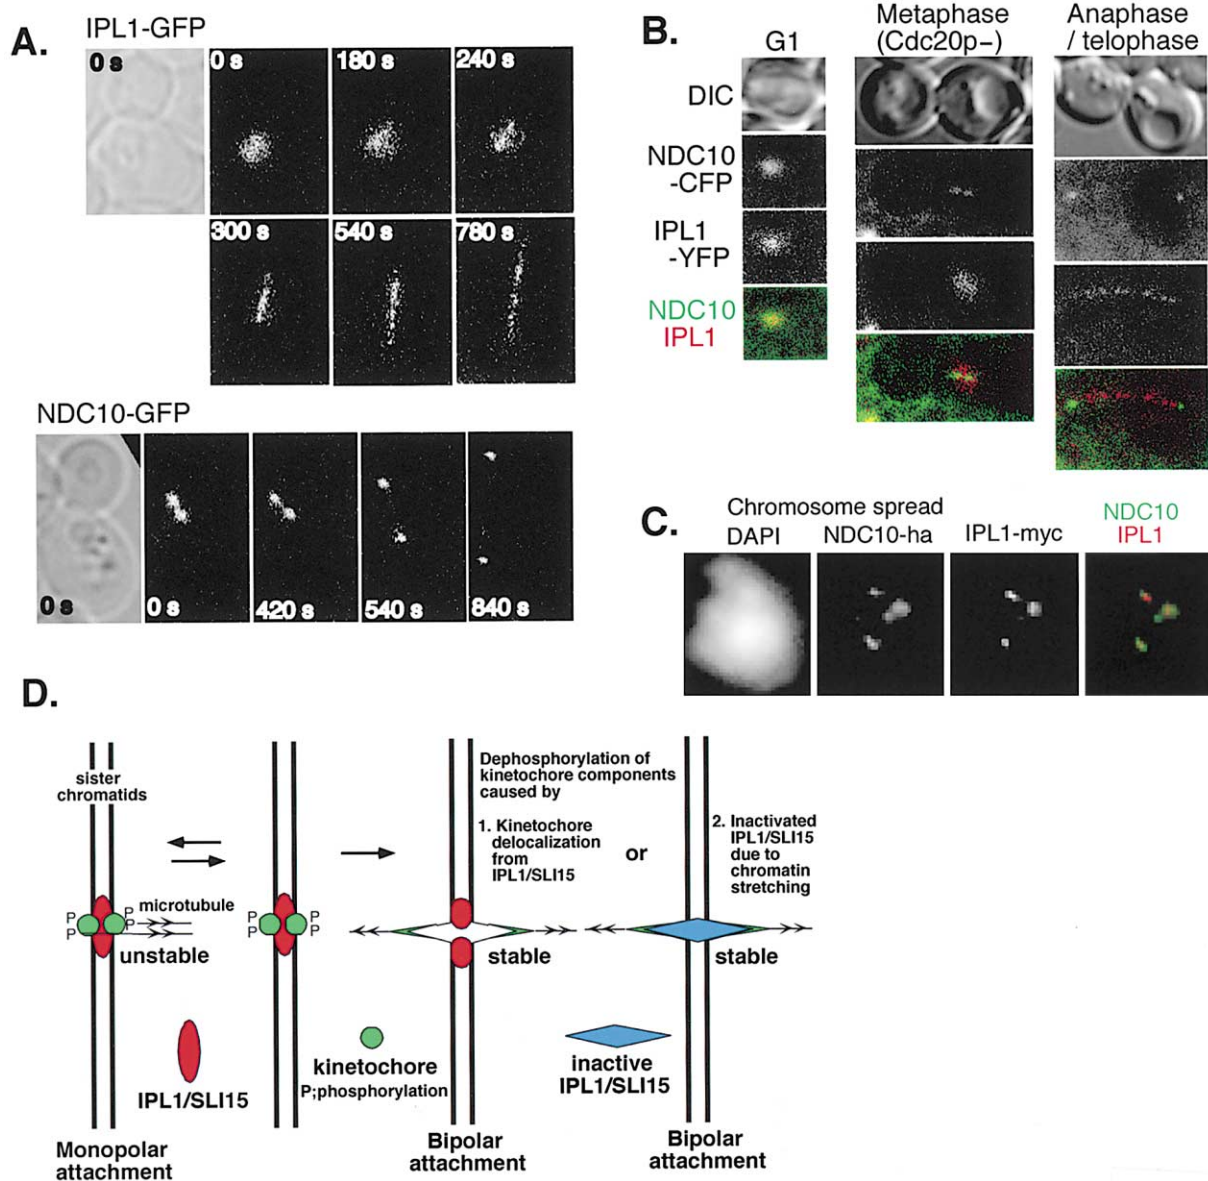 A.
IPL1-GFP
0 s
0 s
180 s
240 s
300 s
540 s
780 s
NDC10-GFP
0 s
0 s
420 s
540 s
840 s
B.
G1
Metaphase
(Cdc20p-)
Anaphase
/ telophase
DIC
NDC10
-CFP
IPL1
-YFP
NDC10
IPL1
C.
Chromosome spread
DAPI
NDC10-ha
IPL1-myc
NDC10
IPL1
D.
sister
chromatids
P
P
P
P
microtubule
unstable
P
P
P
P
Dephosphorylation of
kinetochore components
caused by
1. Kinetochore
delocalization
from
IPL1/SLI15
or
2. Inactivated
IPL1/SLI15
due to
chromatin
stretching
stable
stable
IPL1/SLI15
kinetochore
P;phosphorylation
inactive
IPL1/SLI15
Monopolar
attachment
Bipolar
attachment
Bipolar
attachment